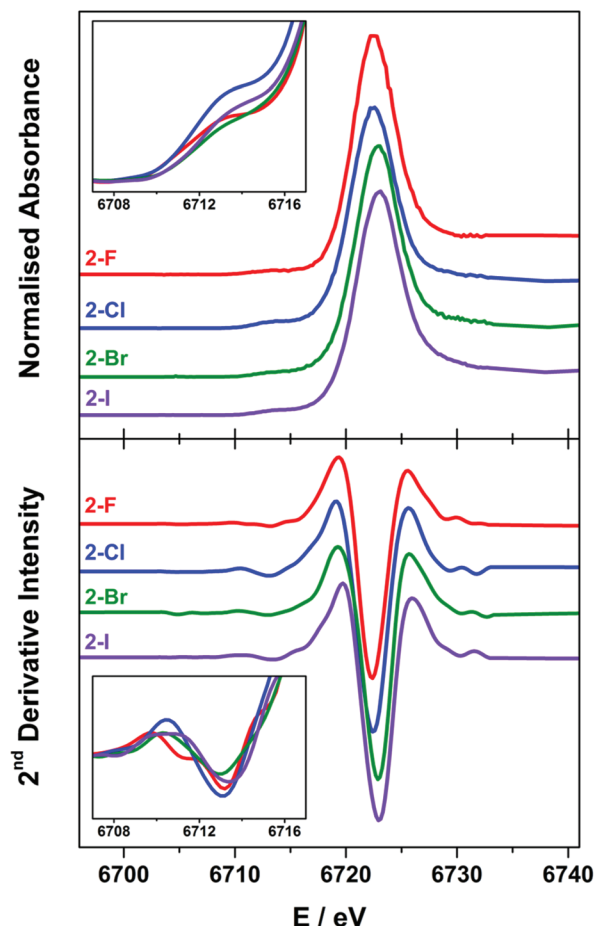 Normalised Absorbance
6708 6712 6716
2-F
2-Cl
2-Br
2-I
2nd Derivative Intensity
2-F
2-Cl
2-Br
2-I
6708 6712 6716
6700 6710 6720 6730 6740
E / eV